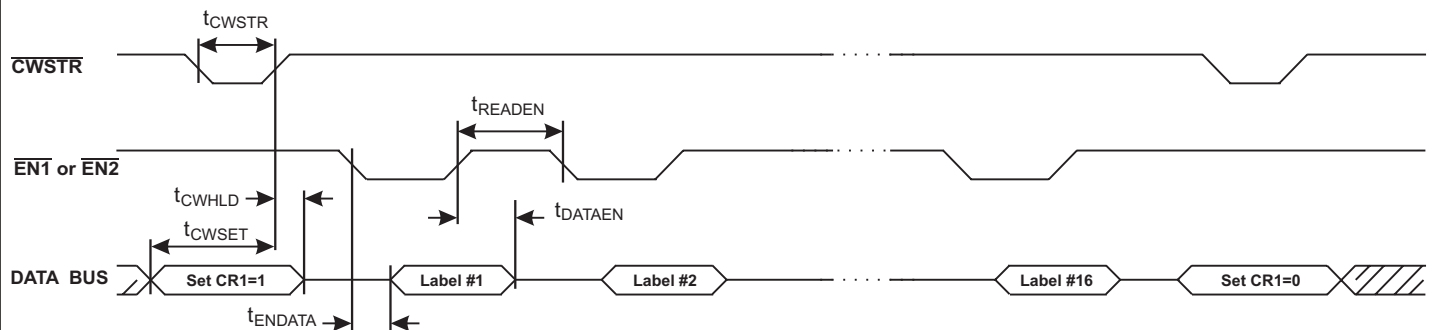 tCWSTR
CWSTR
tREADEN
EN1 or EN2
tCWHLD
tDATAEN
tCWSET
DATA BUS
Set CR1=1
Label #1
Label #2
Label #16
Set CR1=0
tENDATA